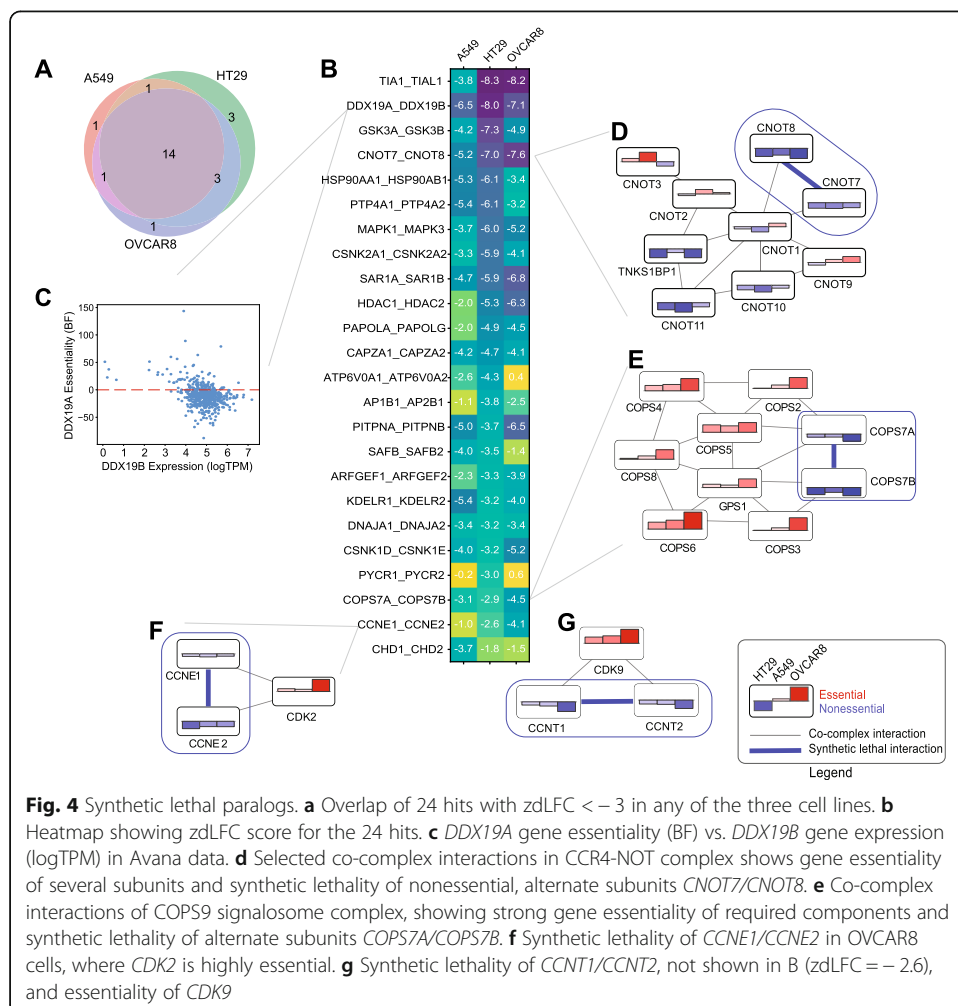 A
A549
HT29
1
1
3
14
1
3
1
OVCAR8
B
A549 HT29 OVCAR8
TIA1_TIAL1 -3.8 -8.3 -8.2
DDX19A_DDX19B -6.5 -8.0 -7.1
GSK3A_GSK3B -4.2 -7.3 -4.9
CNOT7_CNOT8 -5.2 -7.0 -7.6
HSP90AA1_HSP90AB1 -5.3 -6.1 -3.4
PTP4A1_PTP4A2 -5.4 -6.1 -3.2
MAPK1_MAPK3 -3.7 -6.0 -5.2
CSNK2A1_CSNK2A2 -3.3 -5.9 -4.1
SAR1A_SAR1B -4.7 -5.9 -6.8
HDAC1_HDAC2 -2.0 -5.3 -6.3
PAPOLA_PAPOLG -2.0 -4.9 -4.5
CAPZA1_CAPZA2 -4.2 -4.7 -4.1
ATP6V0A1_ATP6V0A2 -2.6 -4.3 0.4
AP1B1_AP2B1 -1.1 -3.8 -2.5
PITPNA_PITPNB -5.0 -3.7 -6.5
SAFB_SAFB2 -4.0 -3.5 -1.4
ARFGEF1_ARFGEF2 -2.3 -3.3 -3.9
KDELR1_KDELR2 -5.4 -3.2 -4.0
DNAJA1_DNAJA2 -3.4 -3.2 -3.4
CSNK1D_CSNK1E -4.0 -3.2 -5.2
PYCR1_PYCR2 -0.2 -3.0 0.6
COPS7A_COPS7B -3.1 -2.9 -4.5
CCNE1_CCNE2 -1.0 -2.6 -4.1
CHD1_CHD2 -3.7 -1.8 -1.5
C
DDX19A Essentiality (BF)
150
100
50
0
-50
0 1 2 3 4 5 6 7
DDX19B Expression (logTPM)
D
CNOT8
CNOT7
CNOT3
CNOT2
CNOT1
TNKS1BP1
CNOT9
CNOT10
CNOT11
E
COPS4
COPS2
COPS5
COPS7A
COPS8
COPS7B
GPS1
COPS6
COPS3
F
CCNE1
CDK2
CCNE2
G
CDK9
CCNT1
CCNT2
HT29 A549 OVCAR8
Essential
Nonessential
Co-complex interaction
Synthetic lethal interaction
Legend
Fig. 4 Synthetic lethal paralogs. a Overlap of 24 hits with zdLFC < − 3 in any of the three cell lines. b
Heatmap showing zdLFC score for the 24 hits. c DDX19A gene essentiality (BF) vs. DDX19B gene expression
(logTPM) in Avana data. d Selected co-complex interactions in CCR4-NOT complex shows gene essentiality
of several subunits and synthetic lethality of nonessential, alternate subunits CNOT7/CNOT8. e Co-complex
interactions of COPS9 signalosome complex, showing strong gene essentiality of required components and
synthetic lethality of alternate subunits COPS7A/COPS7B. f Synthetic lethality of CCNE1/CCNE2 in OVCAR8
cells, where CDK2 is highly essential. g Synthetic lethality of CCNT1/CCNT2, not shown in B (zdLFC = − 2.6),
and essentiality of CDK9